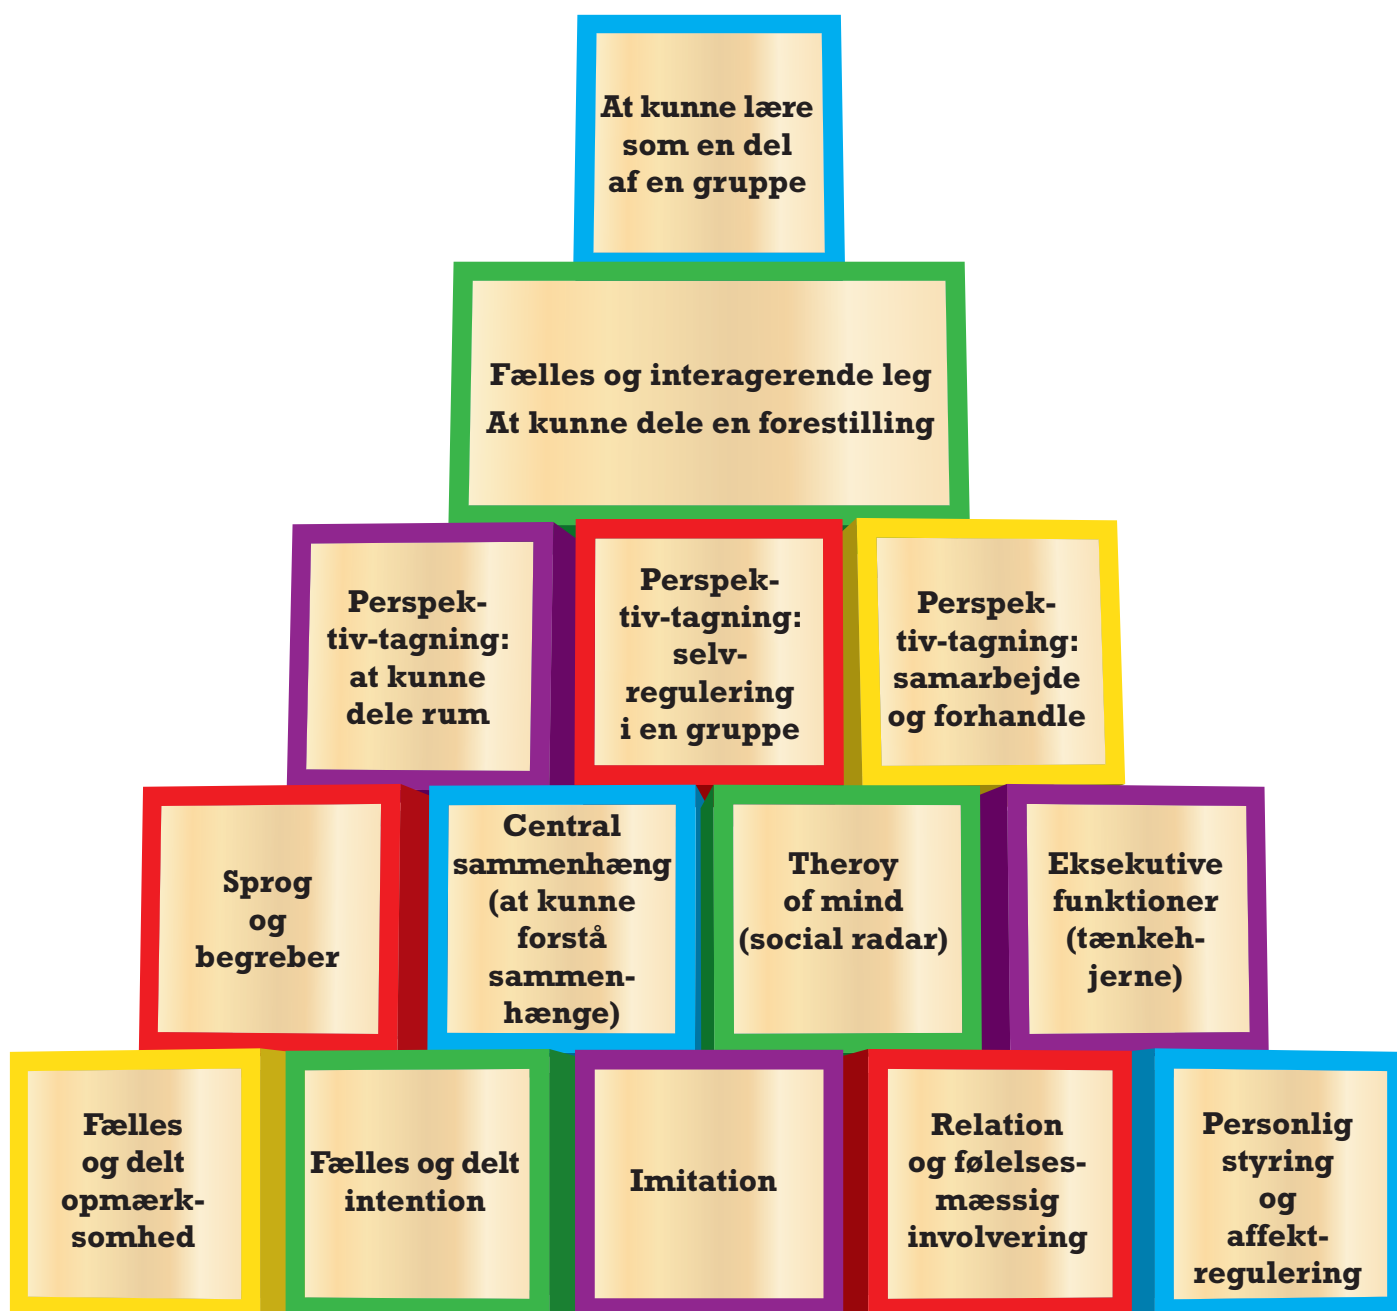 At kunne lære
som en del
af en gruppe
Fælles og interagerende leg
At kunne dele en forestilling
Perspek-
tiv-tagning:
at kunne
dele rum
Perspek-
tiv-tagning:
selv-
regulering
i en gruppe
Perspek-
tiv-tagning:
samarbejde
og forhandle
Sprog
og
begreber
Central
sammenhæng
(at kunne
forstå
sammen-
hænge)
Theroy
of mind
(social radar)
Eksekutive
funktioner
(tænkeh-
jerne)
Fælles
og delt
opmærk-
somhed
Fælles og delt
intention
Imitation
Relation
og følelses-
mæssig
involvering
Personlig
styring
og
affekt-
regulering